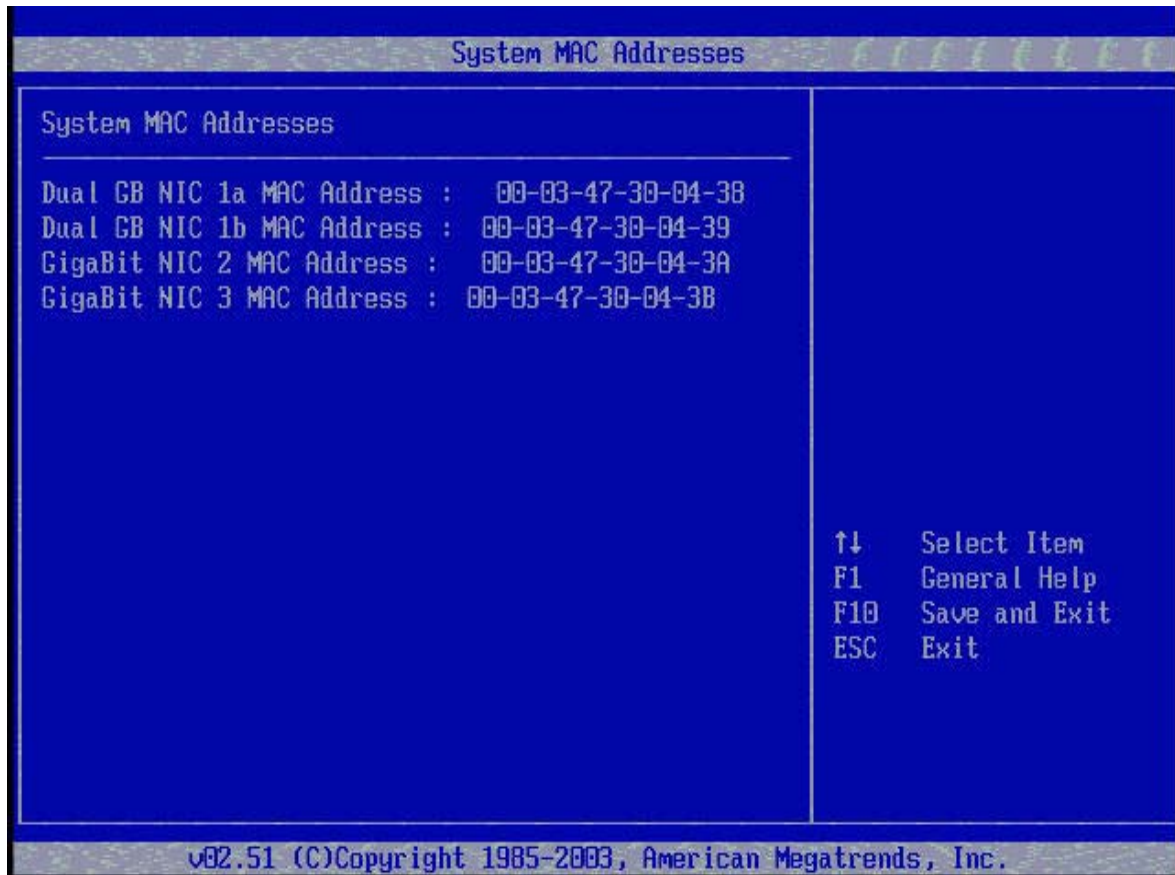 System MAC Addresses
System MAC Addresses
Dual GB NIC 1a MAC Address : 00-03-47-30-04-38
Dual GB NIC 1b MAC Address : 00-03-47-30-04-39
GigaBit NIC 2 MAC Address : 00-03-47-30-04-3A
GigaBit NIC 3 MAC Address : 00-03-47-30-04-3B
↑↓ Select Item
F1 General Help
F10 Save and Exit
ESC Exit
v02.51 (C)Copyright 1985-2003, American Megatrends, Inc.